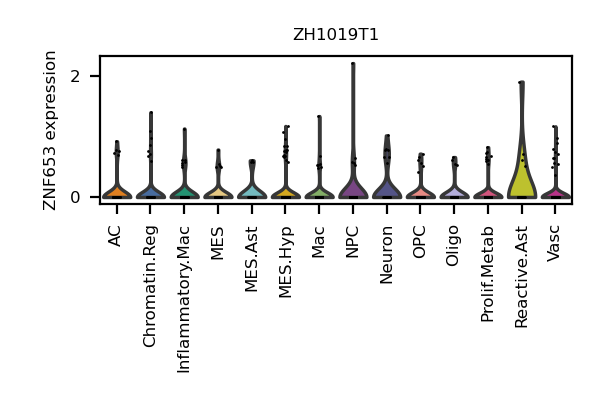 ZH1019T1
ZNF653 expression
2
0
AC
Chromatin.Reg
Inflammatory.Mac
MES
MES.Ast
MES.Hyp
Mac
NPC
Neuron
OPC
Oligo
Prolif.Metab
Reactive.Ast
Vasc